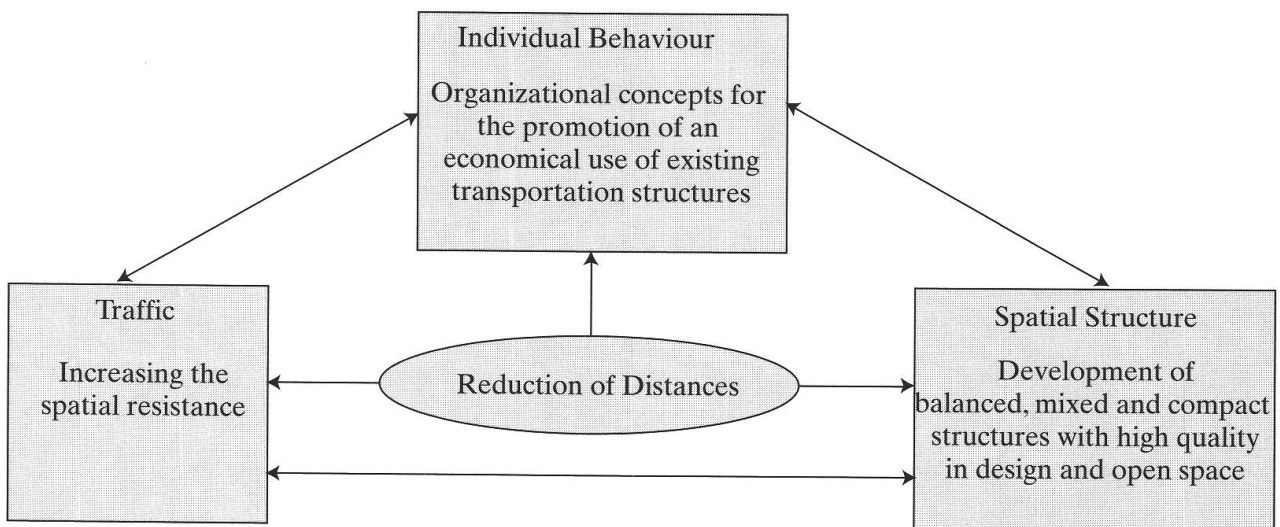 Individual Behaviour
Organizational concepts for
the promotion of an
economical use of existing
transportation structures
Traffic
Increasing the
spatial resistance
Reduction of Distances
Spatial Structure
Development of
balanced, mixed and compact
structures with high quality
in design and open space